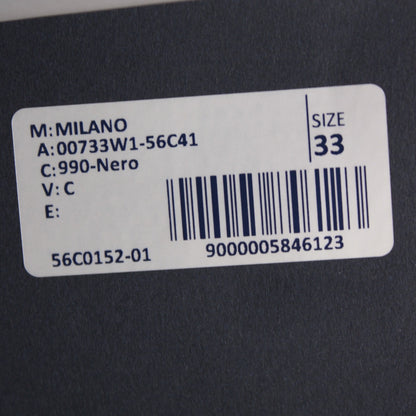 M: MILANO
A: 00733W1-56C41
C: 990-Nero
V: C
E:
SIZE
33
56C0152-01
9000005846123